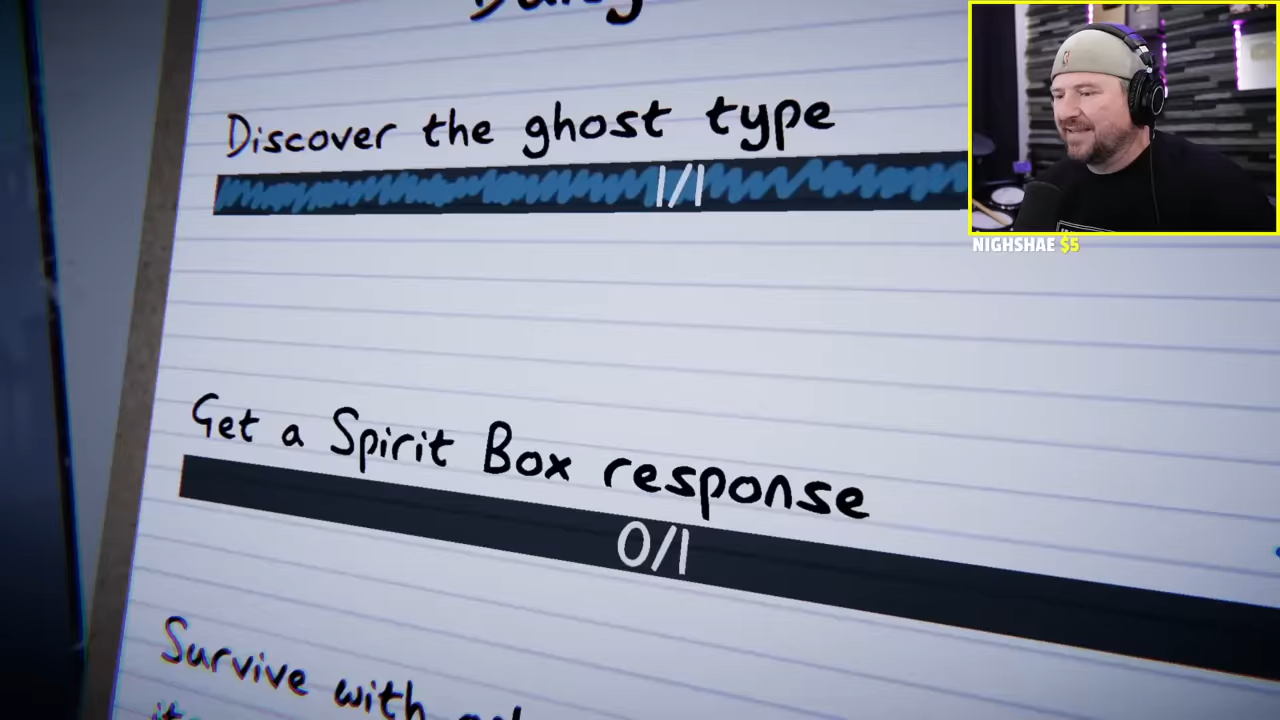 Discover the ghost type
1/1
NIGHSHAE $5
Get a Spirit Box response
0/1
Survive with